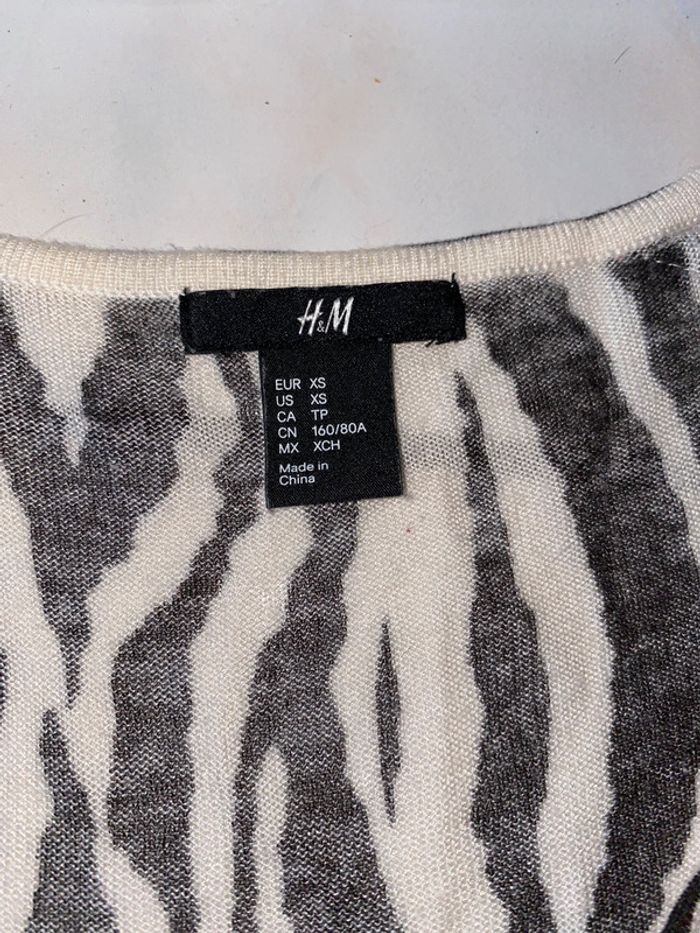 H&M
EUR XS
US XS
CA TP
CN 160/80A
MX XCH
Made in
China